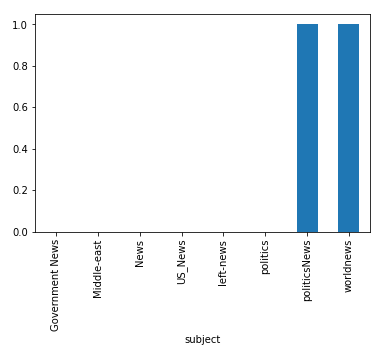 1.0
0.8
0.6
0.4
0.2
0.0
Government News
Middle-east
News
US_News
left-news
politics
politicsNews
worldnews
subject